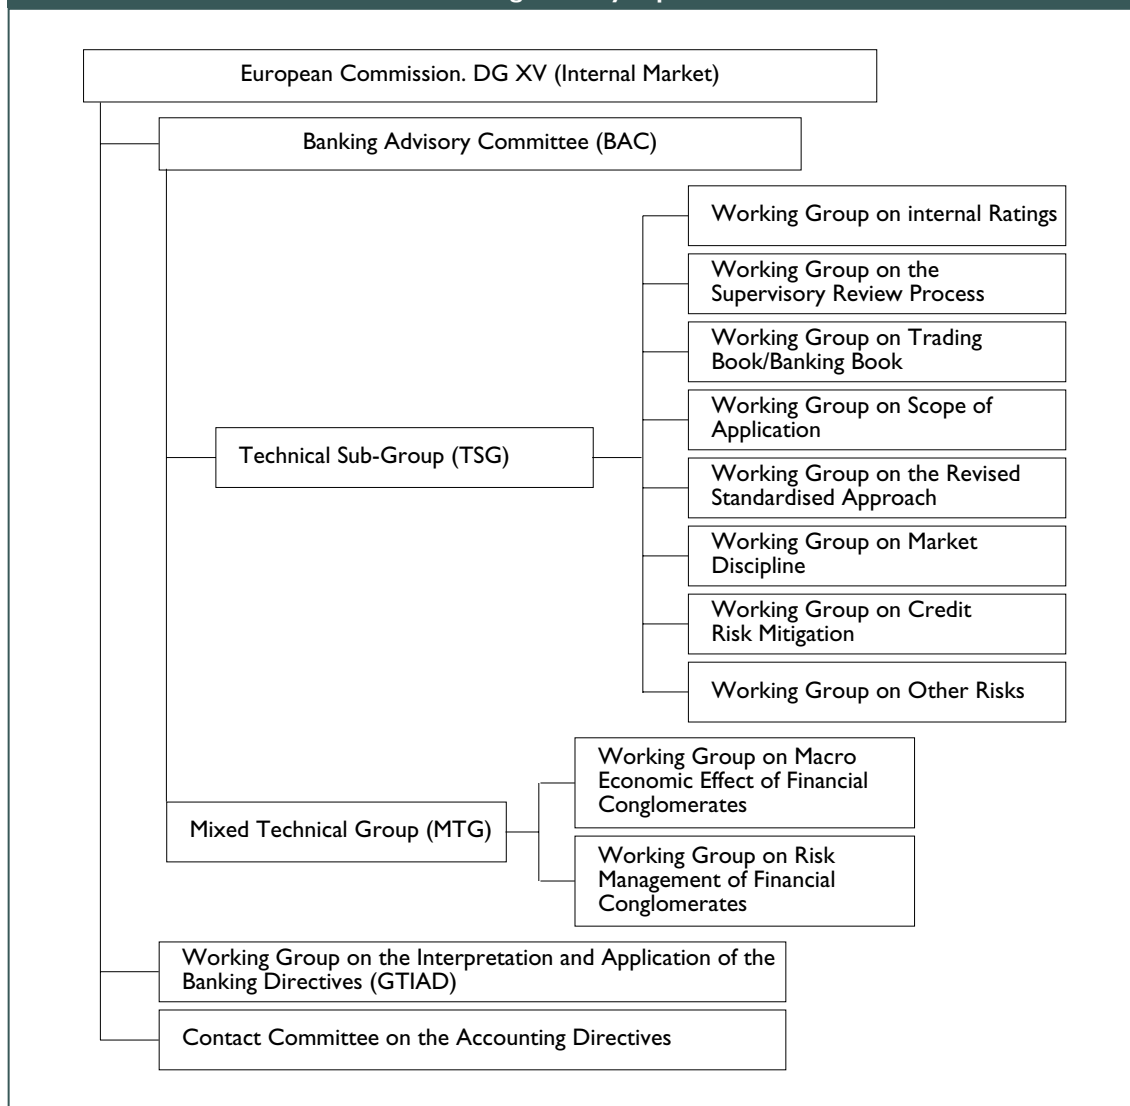 European Commission. DG XV (Internal Market)
Banking Advisory Committee (BAC)
Working Group on internal Ratings
Working Group on the
Supervisory Review Process
Working Group on Trading
Book/Banking Book
Working Group on Scope of
Application
Technical Sub-Group (TSG)
Working Group on the Revised
Standardised Approach
Working Group on Market
Discipline
Working Group on Credit
Risk Mitigation
Working Group on Other Risks
Working Group on Macro
Economic Effect of Financial
Conglomerates
Mixed Technical Group (MTG)
Working Group on Risk
Management of Financial
Conglomerates
Working Group on the Interpretation and Application of the
Banking Directives (GTIAD)
Contact Committee on the Accounting Directives